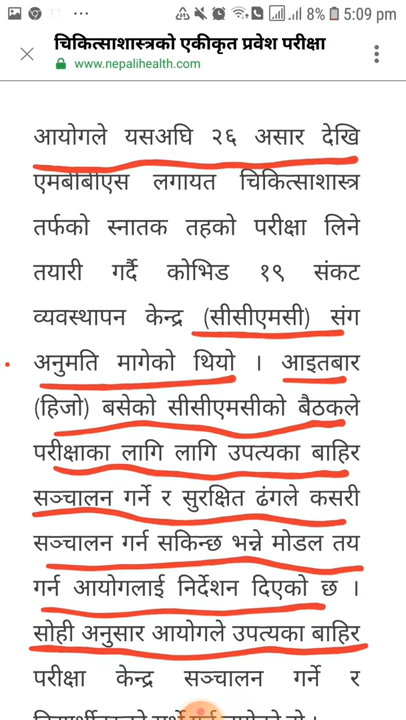 8% 5:09 pm
चिकित्साशास्त्रको एकीकृत प्रवेश परीक्षा
www.nepalihealth.com
आयोगले यसअघि २६ असार देखि
एमबीबीएस लगायत चिकित्साशास्त्र
तर्फको स्नातक तहको परीक्षा लिने
तयारी गर्दै कोभिड १९ संकट
व्यवस्थापन केन्द्र (सीसीएमसी) संग
अनुमति मागेको थियो । आइतबार
(हिजो) बसेको सीसीएमसीको बैठकले
परीक्षाका लागि लागि उपत्यका बाहिर
सञ्चालन गर्ने र सुरक्षित ढंगले कसरी
सञ्चालन गर्न सकिन्छ भन्ने मोडल तय
गर्न आयोगलाई निर्देशन दिएको छ ।
सोही अनुसार आयोगले उपत्यका बाहिर
परीक्षा केन्द्र सञ्चालन गर्ने र